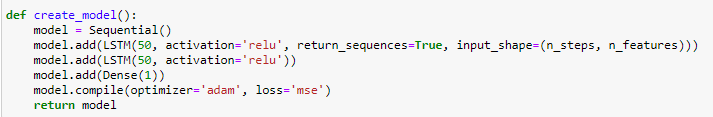 def create_model():
    model = Sequential()
    model.add(LSTM(50, activation='relu', return_sequences=True, input_shape=(n_steps, n_features)))
    model.add(LSTM(50, activation='relu'))
    model.add(Dense(1))
    model.compile(optimizer='adam', loss='mse')
    return model